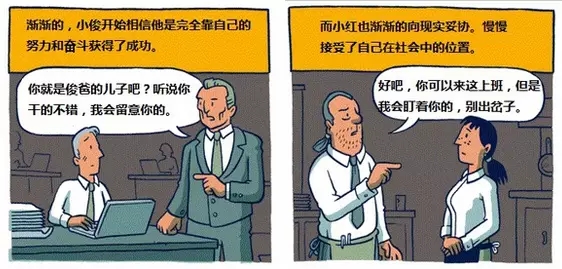 渐渐的，小俊开始相信他是完全靠自己的
努力和奋斗获得了成功。
你就是俊爸的儿子吧？听说你
干的不错，我会留意你的。
而小红也渐渐的向现实妥协。慢慢
接受了自己在社会中的位置。
好吧，你可以来这上班，但是
我会盯着你的，别出岔子。